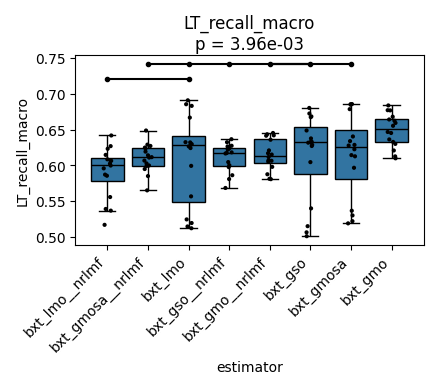 LT_recall_macro
p = 3.96e-03
0.75
0.70
0.65
0.60
0.55
0.50
LT_recall_macro
bxt_lmo__nrlmf
bxt_gmosa__nrlmf
bxt_lmo
bxt_gso__nrlmf
bxt_gmo__nrlmf
bxt_gso
bxt_gmosa
bxt_gmo
estimator